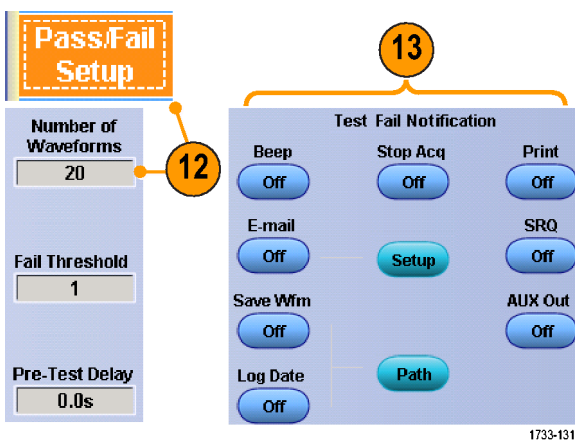 Pass/Fail
Setup
12
Number of
Waveforms
20
Fail Threshold
1
Pre-Test Delay
0.0s
13
Test Fail Notification
Beep
Off
Stop Acq
Off
Print
Off
E-mail
Off
Setup
SRQ
Off
Save Wfm
Off
AUX Out
Off
Log Date
Off
Path
1733-131